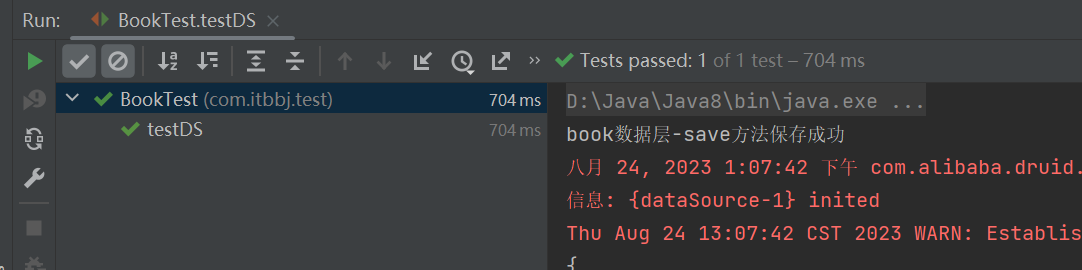 Run: BookTest.testDS
Tests passed: 1 of 1 test – 704 ms
BookTest (com.itbbj.test) 704 ms
testDS 704 ms
D:\Java\Java8\bin\java.exe ...
book数据层-save方法保存成功
八月 24, 2023 1:07:42 下午 com.alibaba.druid.
信息: {dataSource-1} inited
Thu Aug 24 13:07:42 CST 2023 WARN: Establis
{